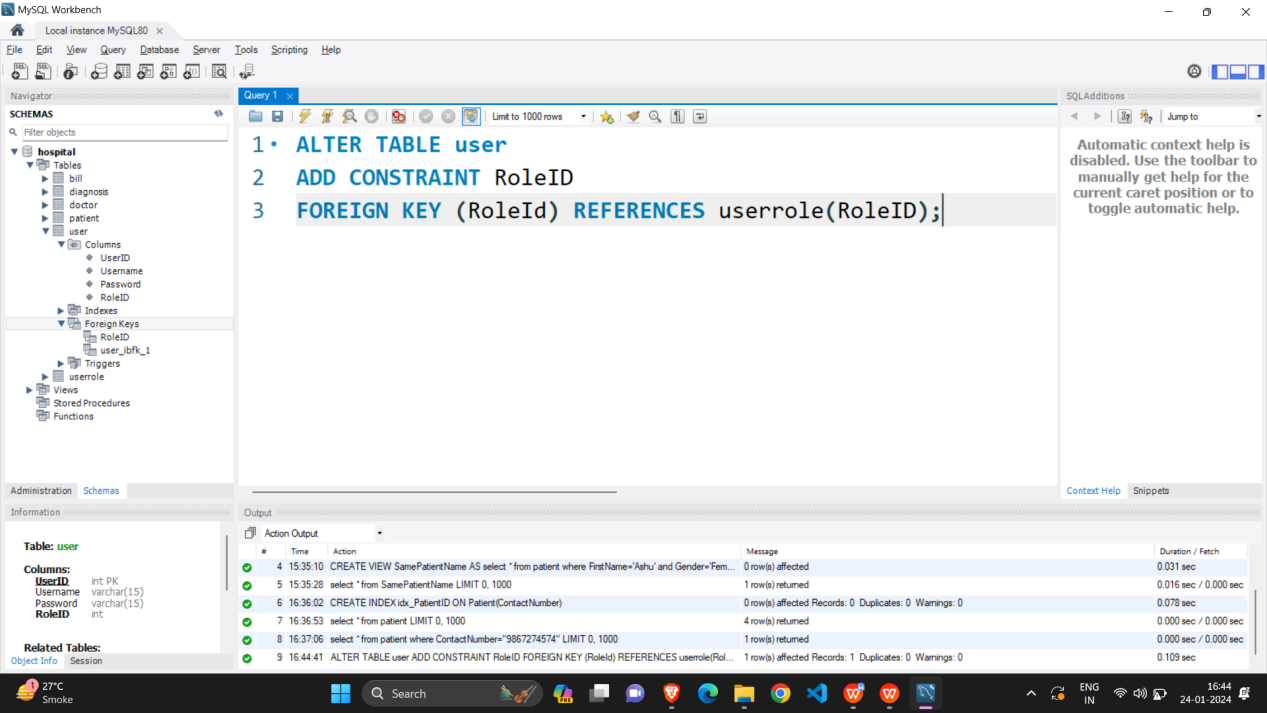 MySQL Workbench
Local instance MySQL80
File Edit View Query Database Server Tools Scripting Help
Navigator
SCHEMAS
Filter objects
hospital
Tables
bill
diagnosis
doctor
patient
user
Columns
UserID
Username
Password
RoleID
Indexes
Foreign Keys
RoleID
user_ibfk_1
Triggers
userrole
Views
Stored Procedures
Functions
Administration Schemas
Information
Table: user
Columns:
UserID int PK
Username varchar(15)
Password varchar(15)
RoleID int
Related Tables:
Object Info Session
Query 1
Limit to 1000 rows
1 ALTER TABLE user
2 ADD CONSTRAINT RoleID
3 FOREIGN KEY (RoleId) REFERENCES userrole(RoleID);
SQLAdditions
Jump to
Automatic context help is
disabled. Use the toolbar to
manually get help for the
current caret position or to
toggle automatic help.
Context Help Snippets
Output
Action Output
# Time Action Message Duration / Fetch
4 15:35:10 CREATE VIEW SamePatientName AS select * from patient where FirstName='Ashu' and Gender='Fem... 0 row(s) affected 0.031 sec
5 15:35:28 select * from SamePatientName LIMIT 0, 1000 1 row(s) returned 0.016 sec / 0.000 sec
6 16:36:02 CREATE INDEX idx_PatientID ON Patient(ContactNumber) 0 row(s) affected Records: 0 Duplicates: 0 Warnings: 0 0.078 sec
7 16:36:53 select * from patient LIMIT 0, 1000 4 row(s) returned 0.000 sec / 0.000 sec
8 16:37:06 select * from patient where ContactNumber="9867274574" LIMIT 0, 1000 1 row(s) returned 0.000 sec / 0.000 sec
9 16:44:41 ALTER TABLE user ADD CONSTRAINT RoleID FOREIGN KEY (RoleId) REFERENCES userrole(Rol... 1 row(s) affected Records: 1 Duplicates: 0 Warnings: 0 0.109 sec
1
27°C
Smoke
Search
PRE
ENG
IN
16:44
24-01-2024